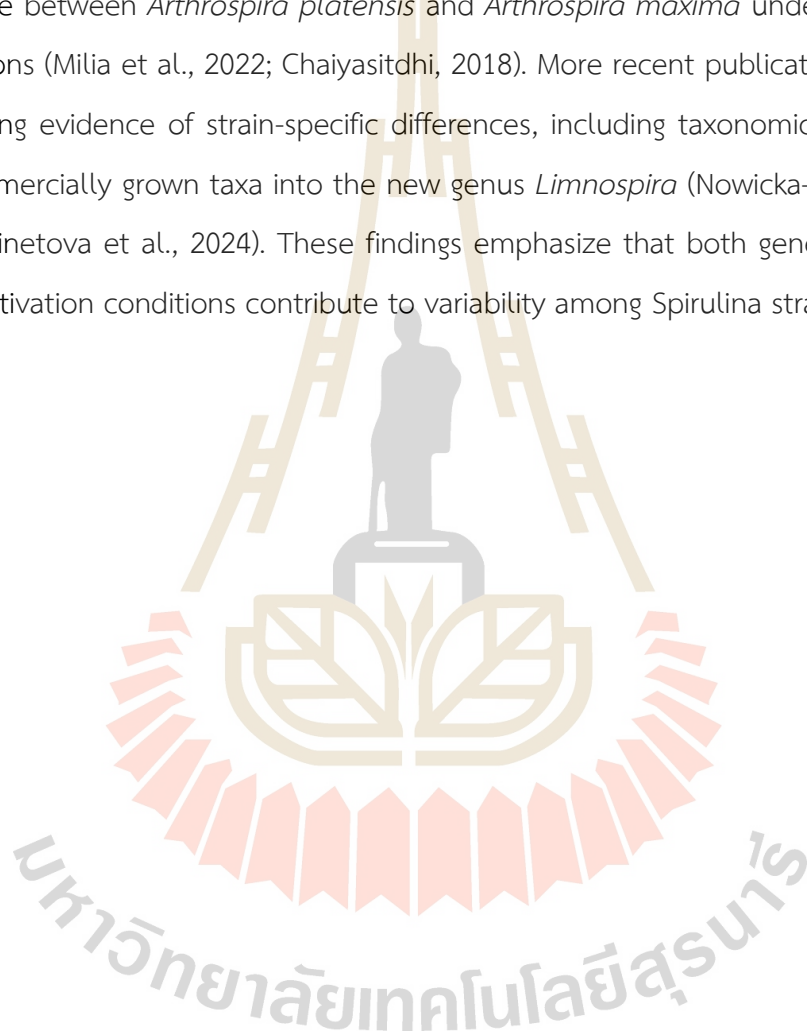 e between Arthrospira platensis and Arthrospira maxima unde
ons (Milia et al., 2022; Chaiyasitdhi, 2018). More recent publicat
ng evidence of strain-specific differences, including taxonomic
mercially grown taxa into the new genus Limnospira (Nowicka-
inetova et al., 2024). These findings emphasize that both gene
tivation conditions contribute to variability among Spirulina stra
มหาวิทยาลัยเทคโนโลยีสุรนารี